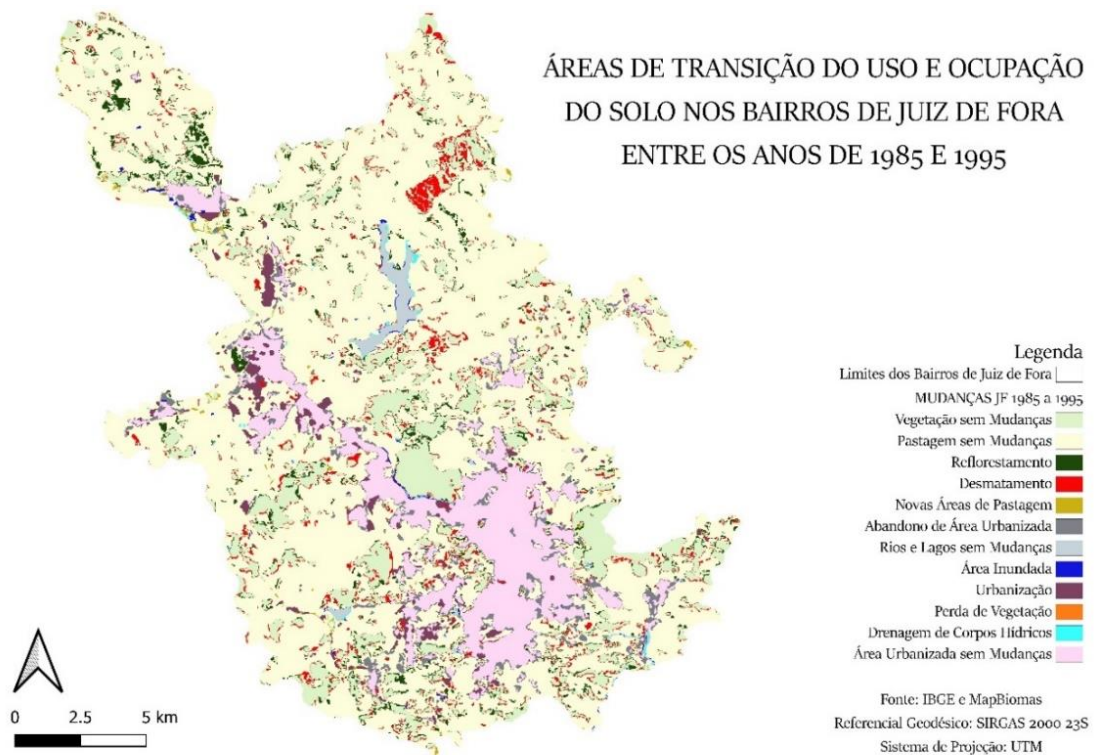 ÁREAS DE TRANSIÇÃO DO USO E OCUPAÇÃO
DO SOLO NOS BAIRROS DE JUIZ DE FORA
ENTRE OS ANOS DE 1985 E 1995
Legenda
Limites dos Bairros de Juiz de Fora
MUDANÇAS JF 1985 a 1995
Vegetação sem Mudanças
Pastagem sem Mudanças
Reflorestamento
Desmatamento
Novas Áreas de Pastagem
Abandono de Área Urbanizada
Rios e Lagos sem Mudanças
Área Inundada
Urbanização
Perda de Vegetação
Drenagem de Corpos Hídricos
Área Urbanizada sem Mudanças
0 2.5 5 km
Fonte: IBGE e MapBiomas
Referencial Geodésico: SIRGAS 2000 23S
Sistema de Projeção: UTM